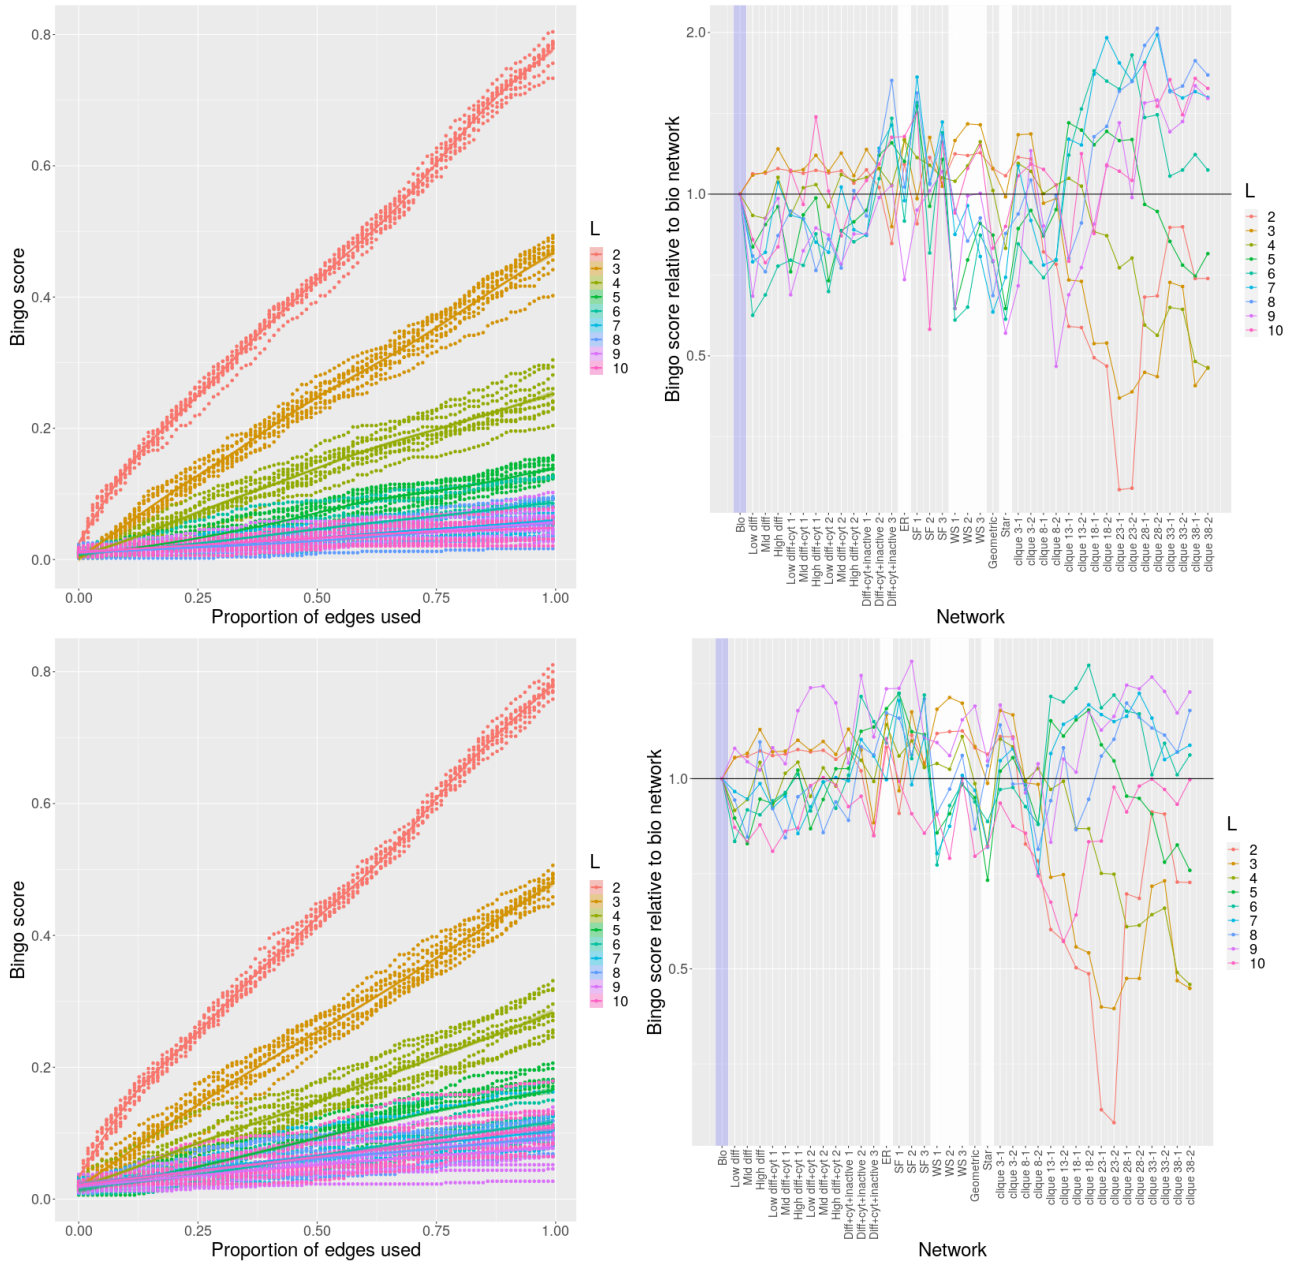 0.8
0.6
0.4
0.2
0.0
Bingo score
0.00 0.25 0.50 0.75 1.00
Proportion of edges used
L
2
3
4
5
6
7
8
9
10
2.0
1.0
0.5
Bingo score relative to bio network
Bio
Low diff
Mid diff
High diff
Low diff+cyt 1
Mid diff+cyt 1
High diff+cyt 1
Low diff+cyt 2
Mid diff+cyt 2
High diff+cyt 2
Diff+cyt+inactive 1
Diff+cyt+inactive 2
Diff+cyt+inactive 3
ER
SF 1
SF 2
SF 3
WS 1
WS 2
WS 3
Geometric
Star
clique 3-1
clique 3-2
clique 8-1
clique 8-2
clique 13-1
clique 13-2
clique 18-1
clique 18-2
clique 23-1
clique 23-2
clique 28-1
clique 28-2
clique 33-1
clique 33-2
clique 38-1
clique 38-2
Network
L
2
3
4
5
6
7
8
9
10
0.8
0.6
0.4
0.2
0.0
Bingo score
0.00 0.25 0.50 0.75 1.00
Proportion of edges used
L
2
3
4
5
6
7
8
9
10
1.0
0.5
Bingo score relative to bio network
Bio
Low diff
Mid diff
High diff
Low diff+cyt 1
Mid diff+cyt 1
High diff+cyt 1
Low diff+cyt 2
Mid diff+cyt 2
High diff+cyt 2
Diff+cyt+inactive 1
Diff+cyt+inactive 2
Diff+cyt+inactive 3
ER
SF 1
SF 2
SF 3
WS 1
WS 2
WS 3
Geometric
Star
clique 3-1
clique 3-2
clique 8-1
clique 8-2
clique 13-1
clique 13-2
clique 18-1
clique 18-2
clique 23-1
clique 23-2
clique 28-1
clique 28-2
clique 33-1
clique 33-2
clique 38-1
clique 38-2
Network
L
2
3
4
5
6
7
8
9
10